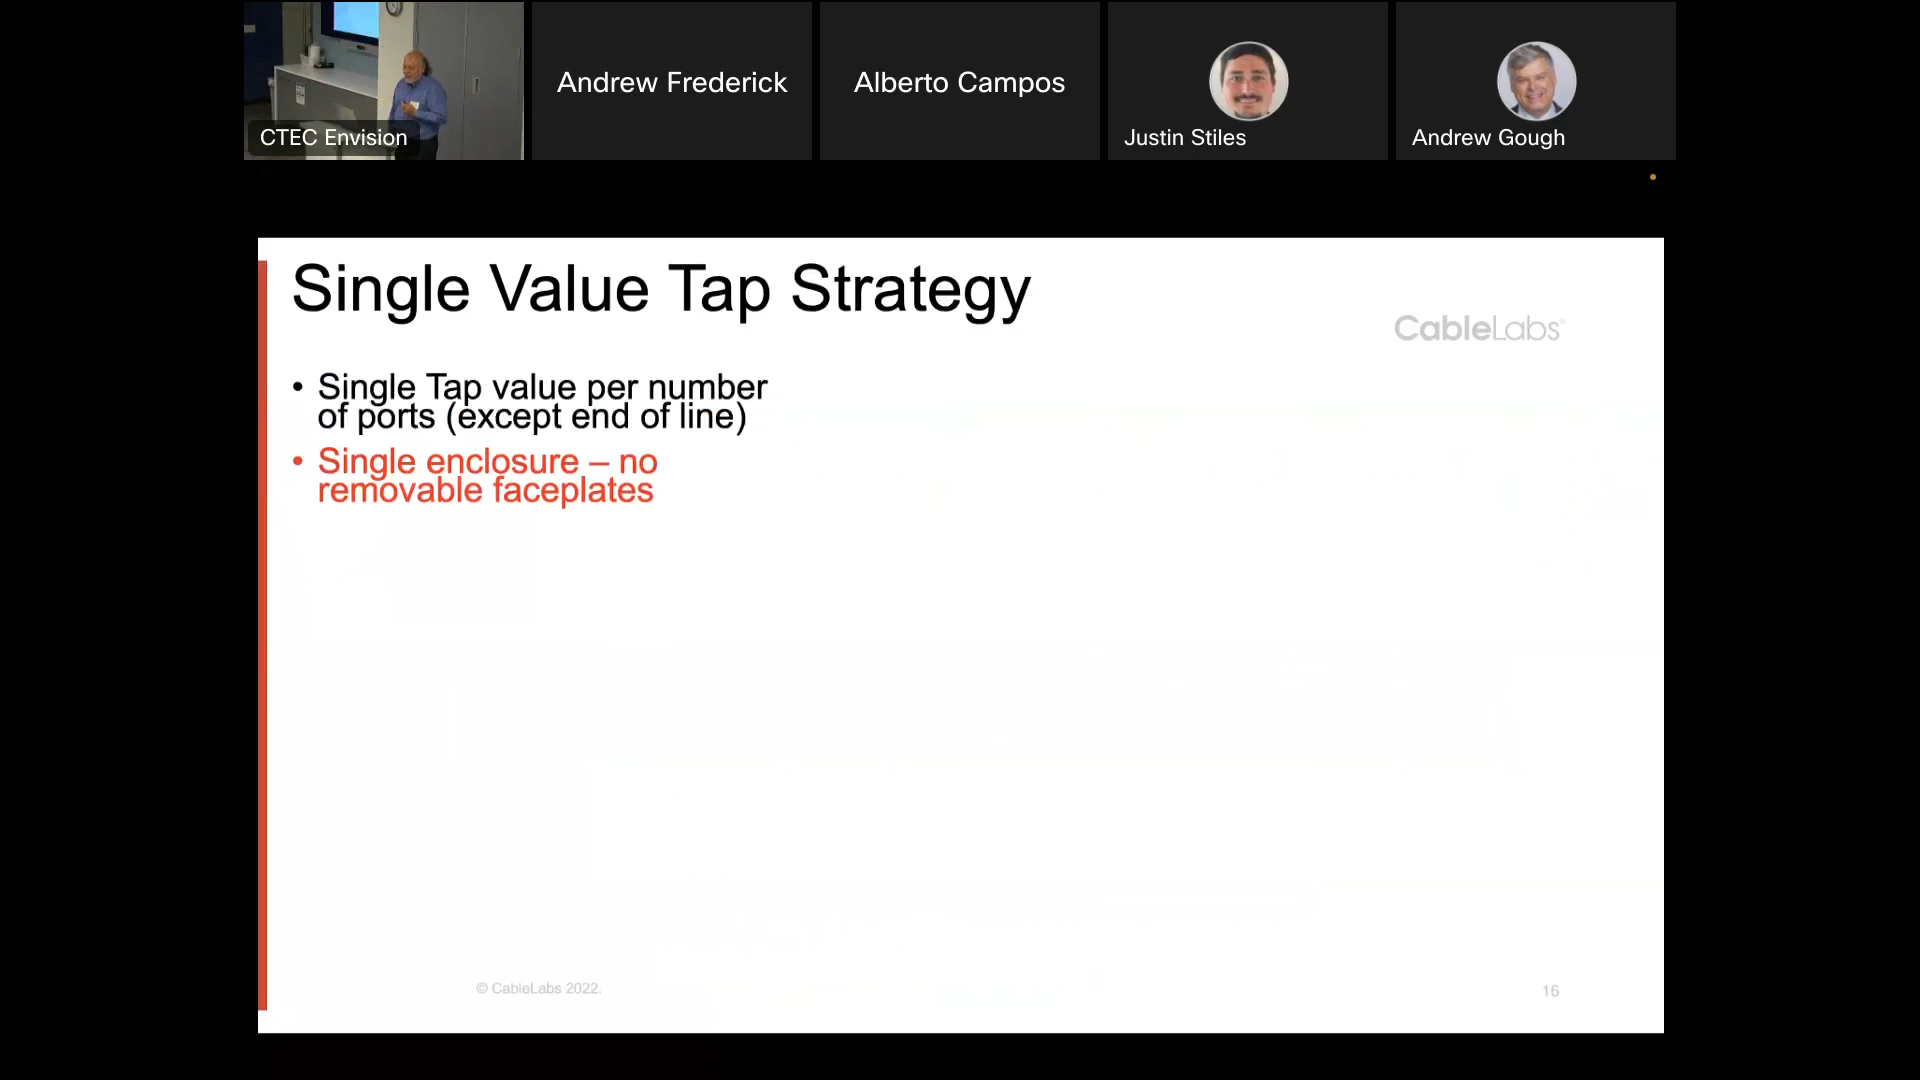 Andrew Frederick
Alberto Campos
CTEC Envision
Justin Stiles
Andrew Gough
Single Value Tap Strategy
CableLabs®
• Single Tap value per number
of ports (except end of line)
• Single enclosure – no
removable faceplates
© CableLabs 2022.
16